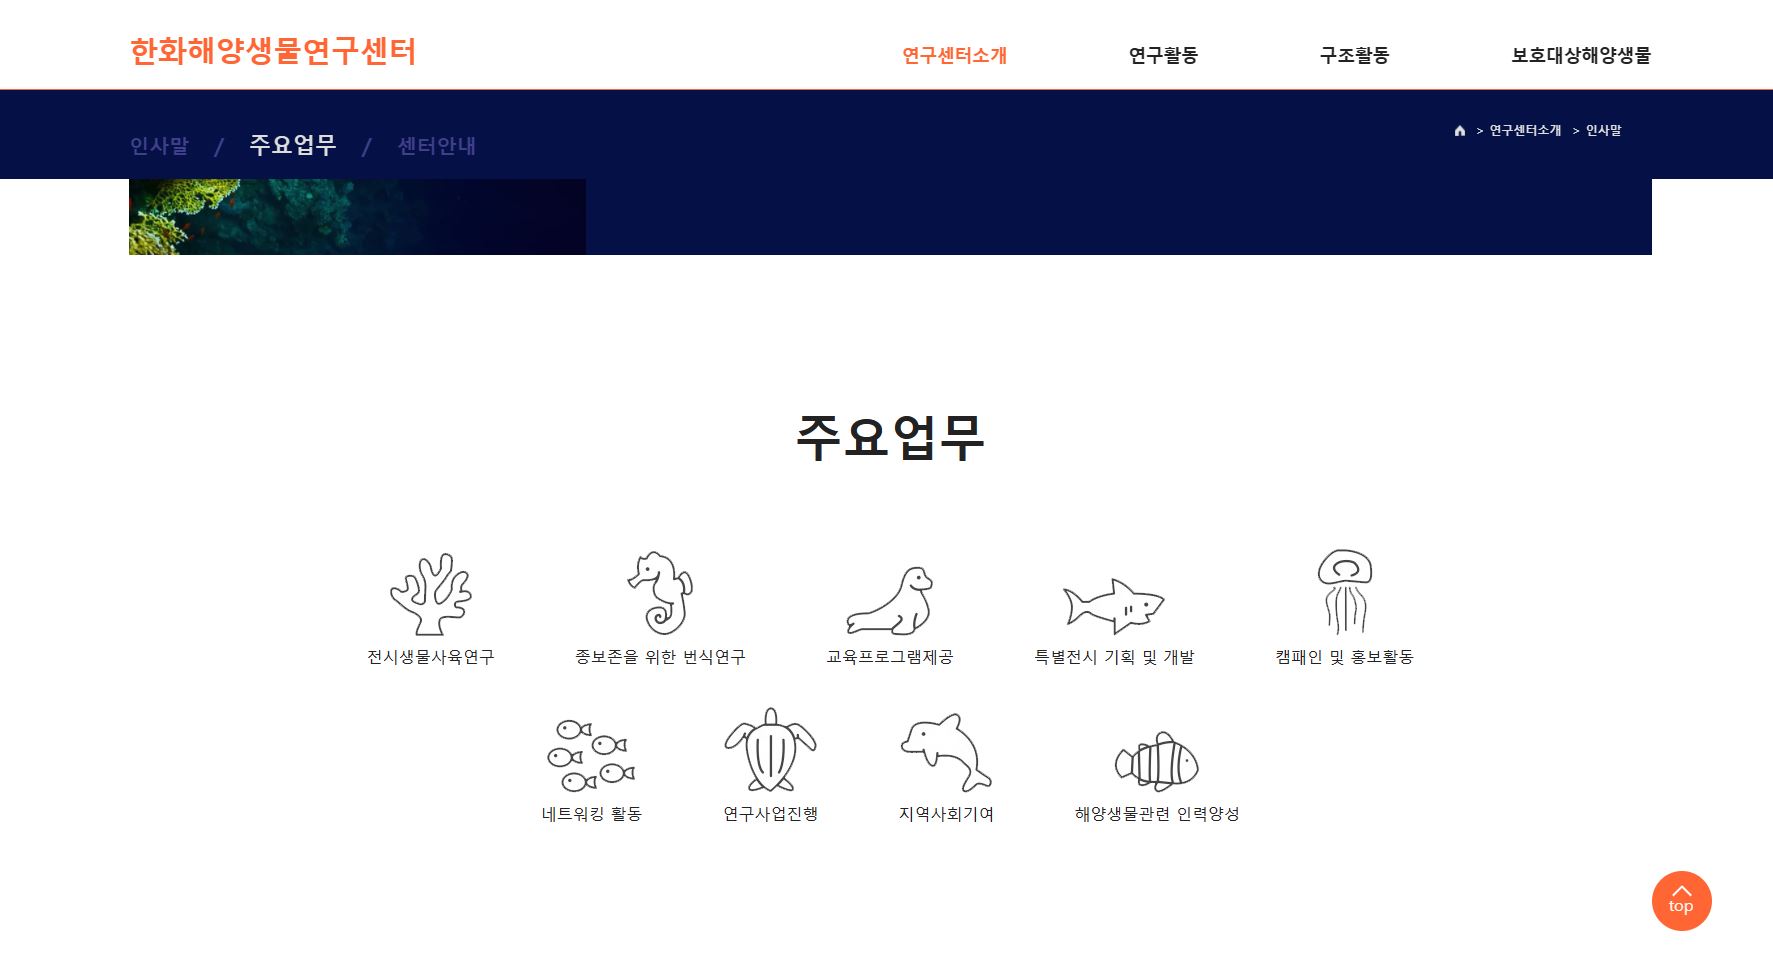 한화해양생물연구센터
연구센터소개 연구활동 구조활동 보호대상해양생물
인사말 / 주요업무 / 센터안내
> 연구센터소개 > 인사말
주요업무
전시생물사육연구 종보존을 위한 번식연구 교육프로그램제공 특별전시 기획 및 개발 캠패인 및 홍보활동
네트워킹 활동 연구사업진행 지역사회기여 해양생물관련 인력양성
top